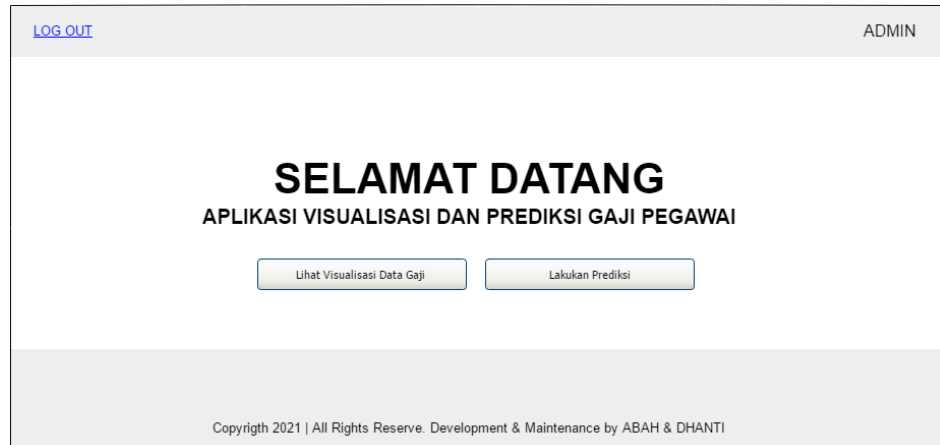 LOG OUT
ADMIN
SELAMAT DATANG
APLIKASI VISUALISASI DAN PREDIKSI GAJI PEGAWAI
Lihat Visualisasi Data Gaji
Lakukan Prediksi
Copyrigth 2021 | All Rights Reserve. Development & Maintenance by ABAH & DHANTI